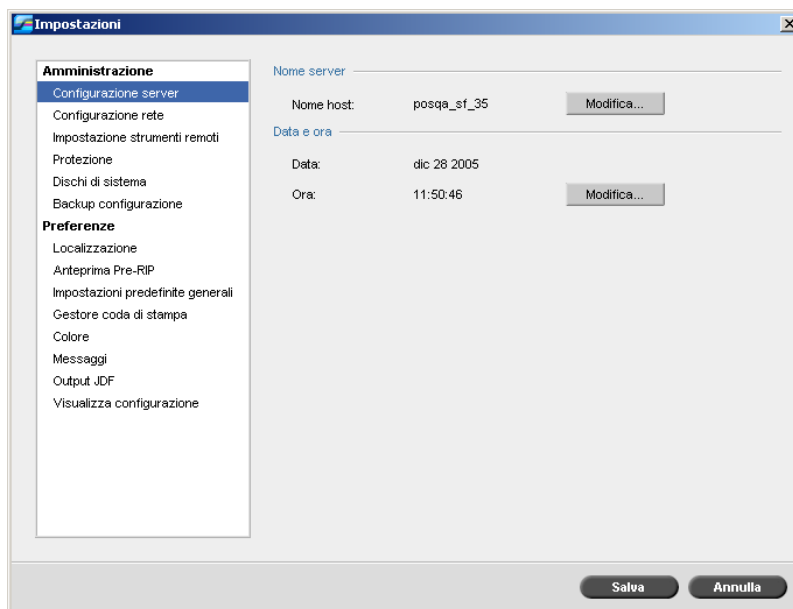 Impostazioni
Amministrazione
Configurazione server
Configurazione rete
Impostazione strumenti remoti
Protezione
Dischi di sistema
Backup configurazione
Preferenze
Localizzazione
Anteprima Pre-RIP
Impostazioni predefinite generali
Gestore coda di stampa
Colore
Messaggi
Output JDF
Visualizza configurazione
Nome server
Nome host: posqa_sf_35 Modifica...
Data e ora
Data: dic 28 2005
Ora: 11:50:46 Modifica...
Salva Annulla